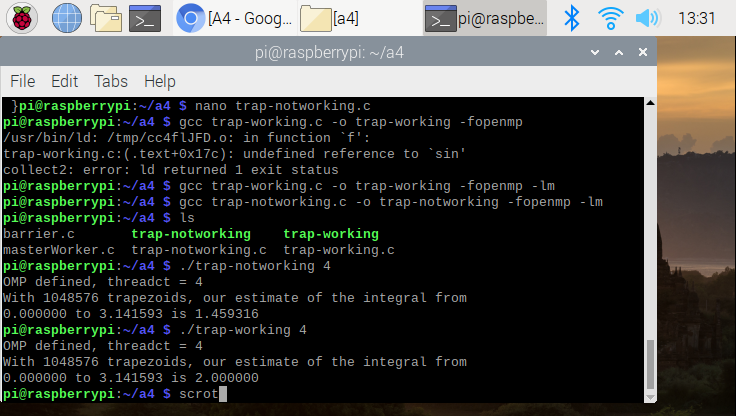 [A4 - Goog...
[a4]
pi@raspbe...
13:31
pi@raspberrypi: ~/a4
File Edit Tabs Help
}pi@raspberrypi:~/a4 $ nano trap-notworking.c
pi@raspberrypi:~/a4 $ gcc trap-working.c -o trap-working -fopenmp
/usr/bin/ld: /tmp/cc4flJFD.o: in function `f':
trap-working.c:(.text+0x17c): undefined reference to `sin'
collect2: error: ld returned 1 exit status
pi@raspberrypi:~/a4 $ gcc trap-working.c -o trap-working -fopenmp -lm
pi@raspberrypi:~/a4 $ gcc trap-notworking.c -o trap-notworking -fopenmp -lm
pi@raspberrypi:~/a4 $ ls
barrier.c       trap-notworking    trap-working
masterWorker.c  trap-notworking.c  trap-working.c
pi@raspberrypi:~/a4 $ ./trap-notworking 4
OMP defined, threadct = 4
With 1048576 trapezoids, our estimate of the integral from
0.000000 to 3.141593 is 1.459316
pi@raspberrypi:~/a4 $ ./trap-working 4
OMP defined, threadct = 4
With 1048576 trapezoids, our estimate of the integral from
0.000000 to 3.141593 is 2.000000
pi@raspberrypi:~/a4 $ scrot